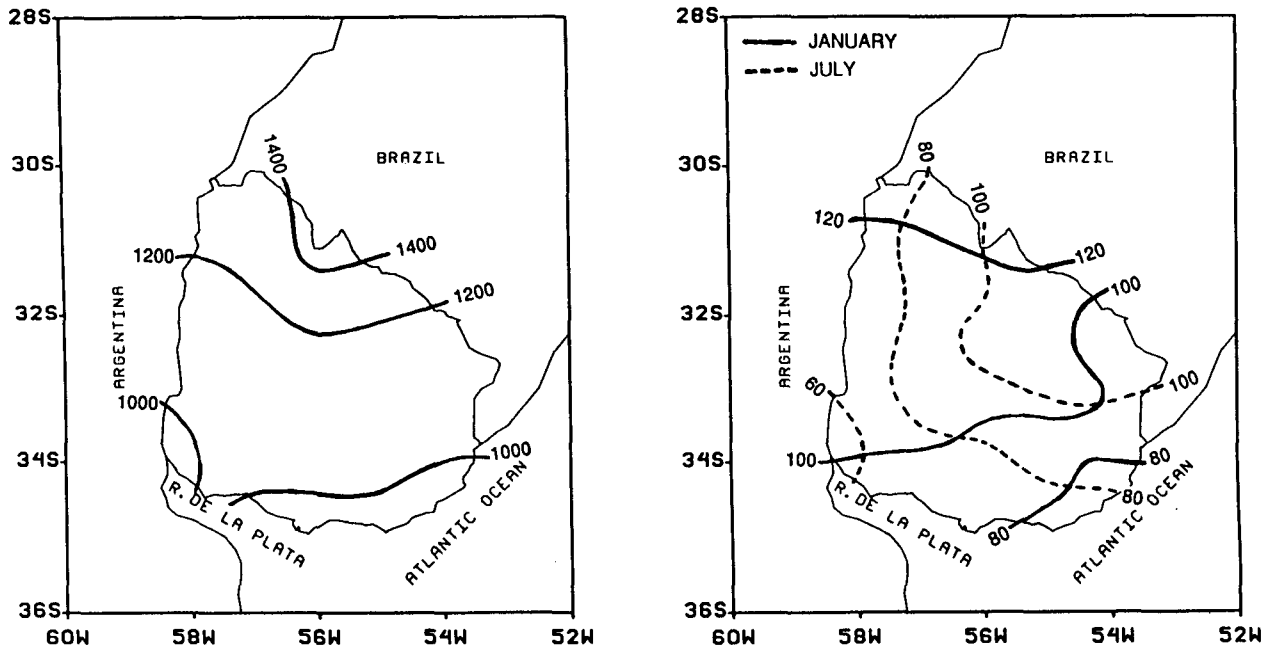 28S
30S
32S
34S
36S
60W
58W
56W
54W
52W
BRAZIL
ARGENTINA
R. DE LA PLATA
ATLANTIC OCEAN
1400
1400
1200
1200
1000
1000
28S
30S
32S
34S
36S
60W
58W
56W
54W
52W
JANUARY
JULY
BRAZIL
ARGENTINA
R. DE LA PLATA
ATLANTIC OCEAN
80
100
120
120
100
60
100
100
80
80
80